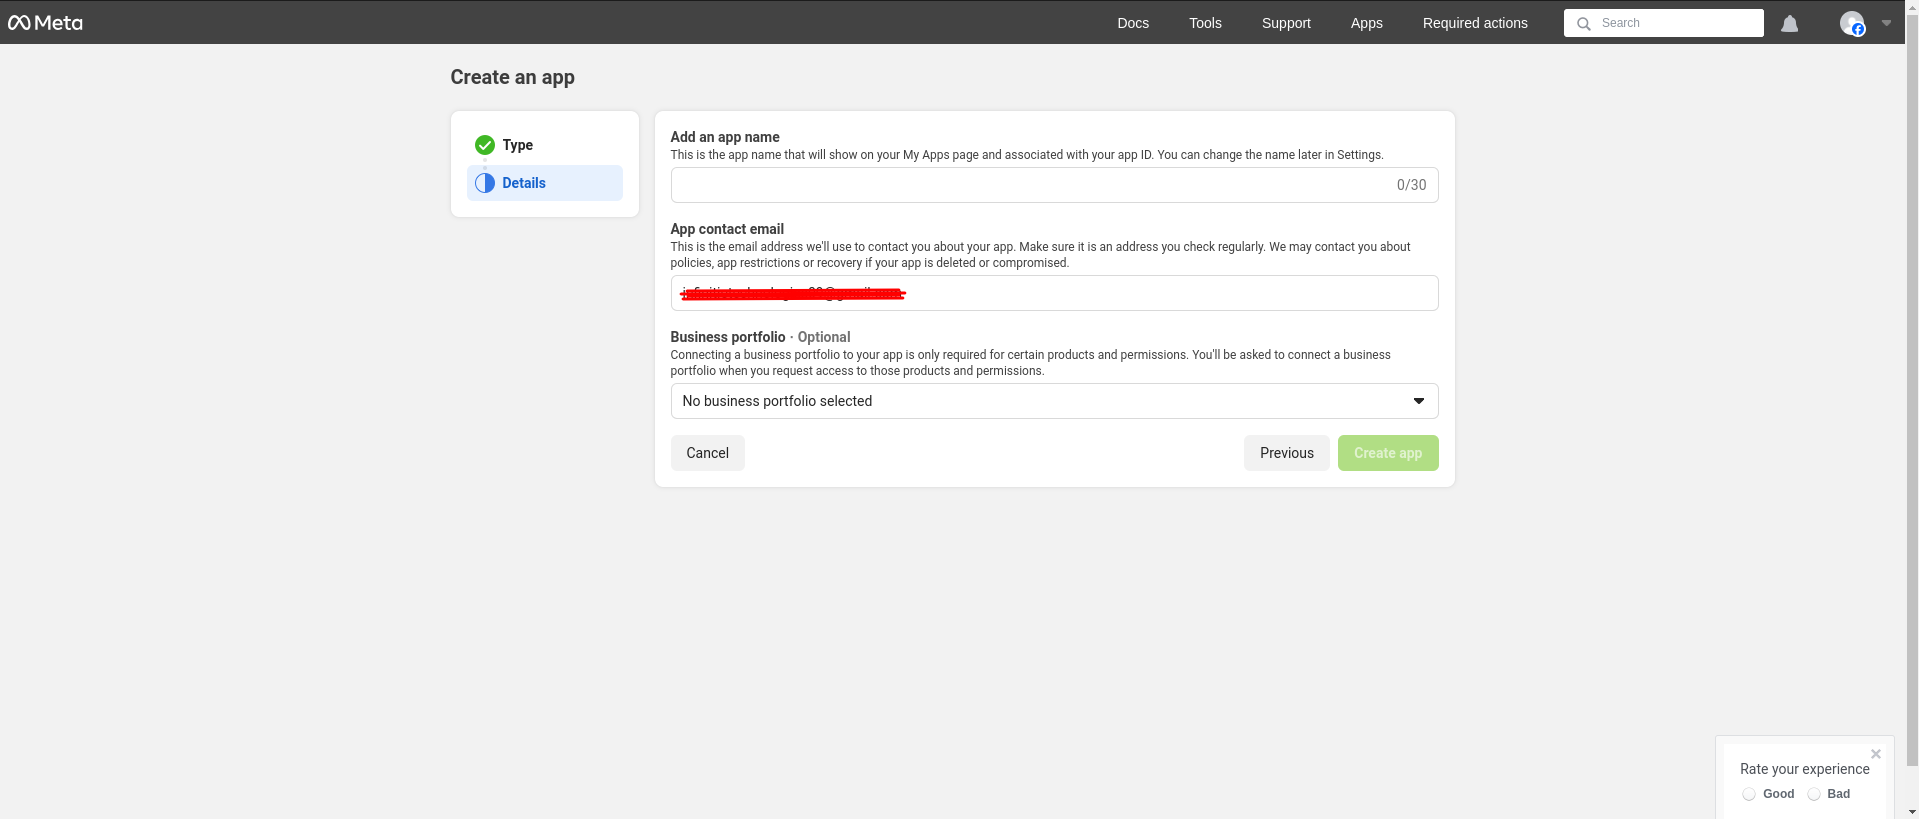 Meta
Docs Tools Support Apps Required actions Search
Create an app
Type
Details
Add an app name
This is the app name that will show on your My Apps page and associated with your app ID. You can change the name later in Settings.
0/30
App contact email
This is the email address we'll use to contact you about your app. Make sure it is an address you check regularly. We may contact you about
policies, app restrictions or recovery if your app is deleted or compromised.
Business portfolio · Optional
Connecting a business portfolio to your app is only required for certain products and permissions. You'll be asked to connect a business
portfolio when you request access to those products and permissions.
No business portfolio selected
Cancel Previous Create app
Rate your experience
Good Bad